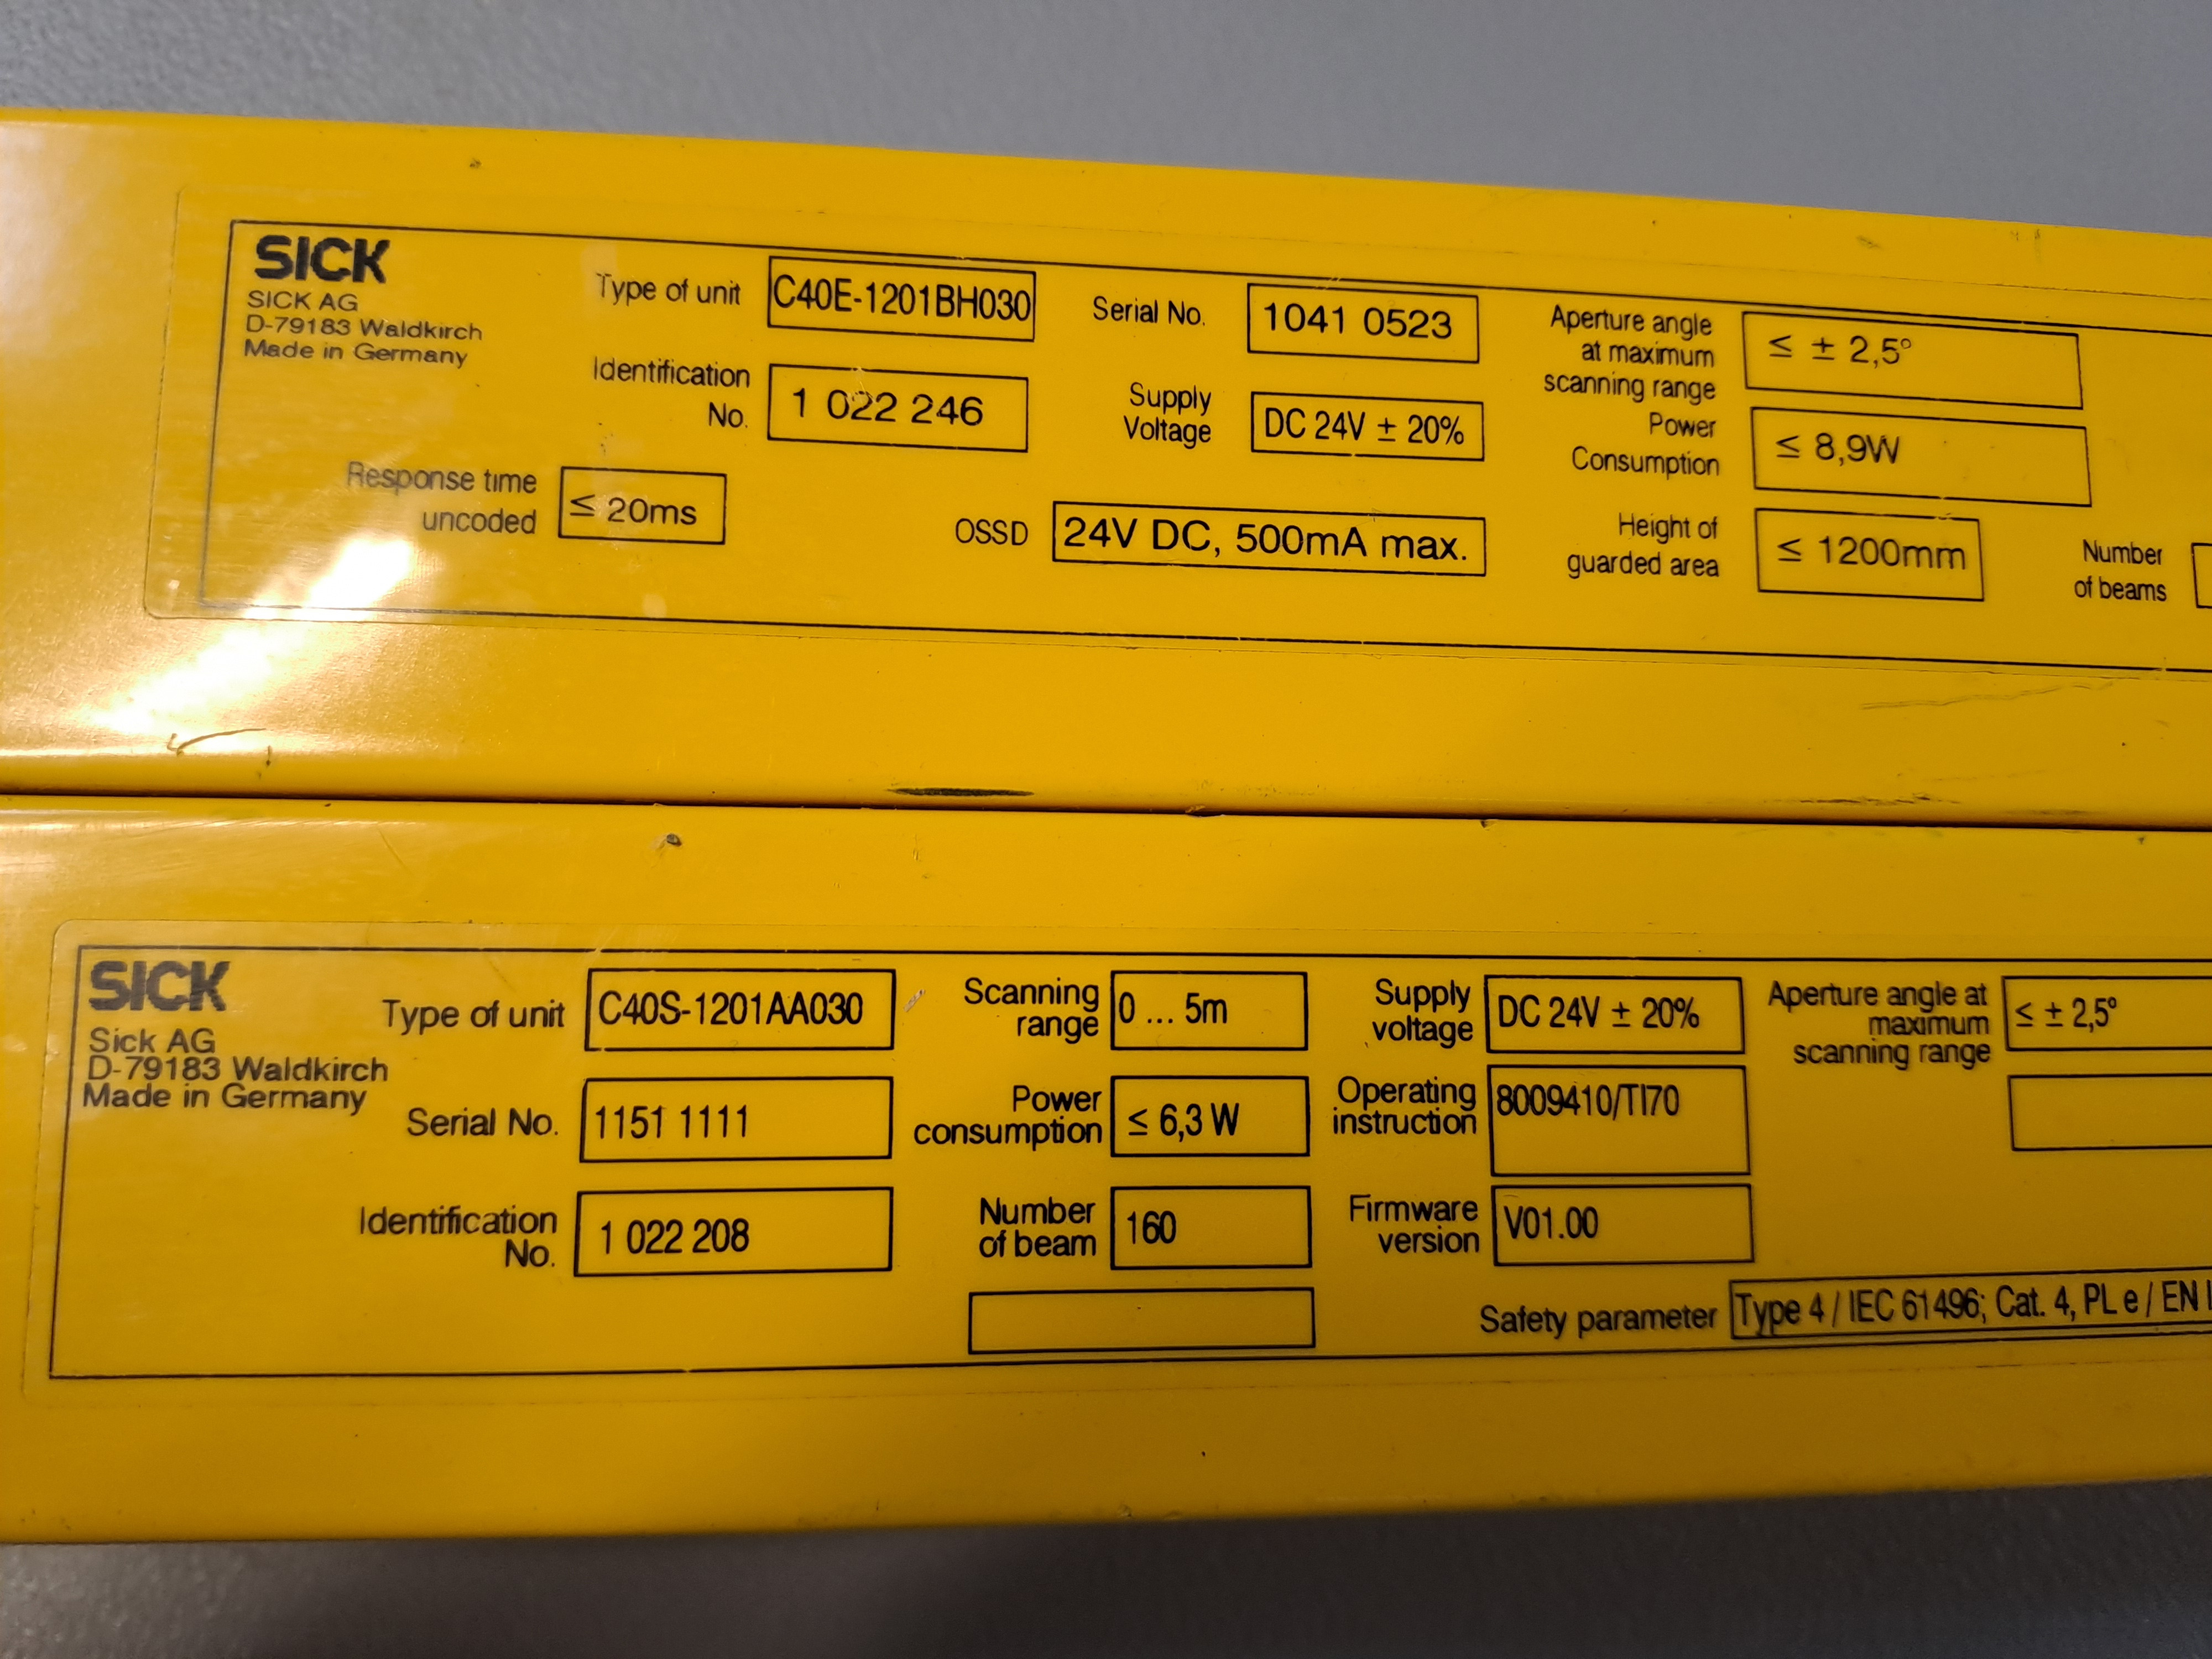 SICK
SICK AG
D-79183 Waldkirch
Made in Germany
Type of unit C40E-1201BH030
Identification No. 1 022 246
Response time uncoded ≤ 20ms
Serial No. 1041 0523
Supply Voltage DC 24V ± 20%
OSSD 24V DC, 500mA max.
Aperture angle at maximum scanning range ≤ ± 2,5°
Power Consumption ≤ 8,9W
Height of guarded area ≤ 1200mm
Number of beams
SICK
Sick AG
D-79183 Waldkirch
Made in Germany
Type of unit C40S-1201AA030
Serial No. 1151 1111
Identification No. 1 022 208
Scanning range 0 ... 5m
Power consumption ≤ 6,3 W
Number of beam 160
Supply voltage DC 24V ± 20%
Operating instruction 8009410/TI70
Firmware version V01.00
Aperture angle at maximum scanning range ≤ ± 2,5°
Safety parameter Type 4 / IEC 61496; Cat. 4, PL e / EN